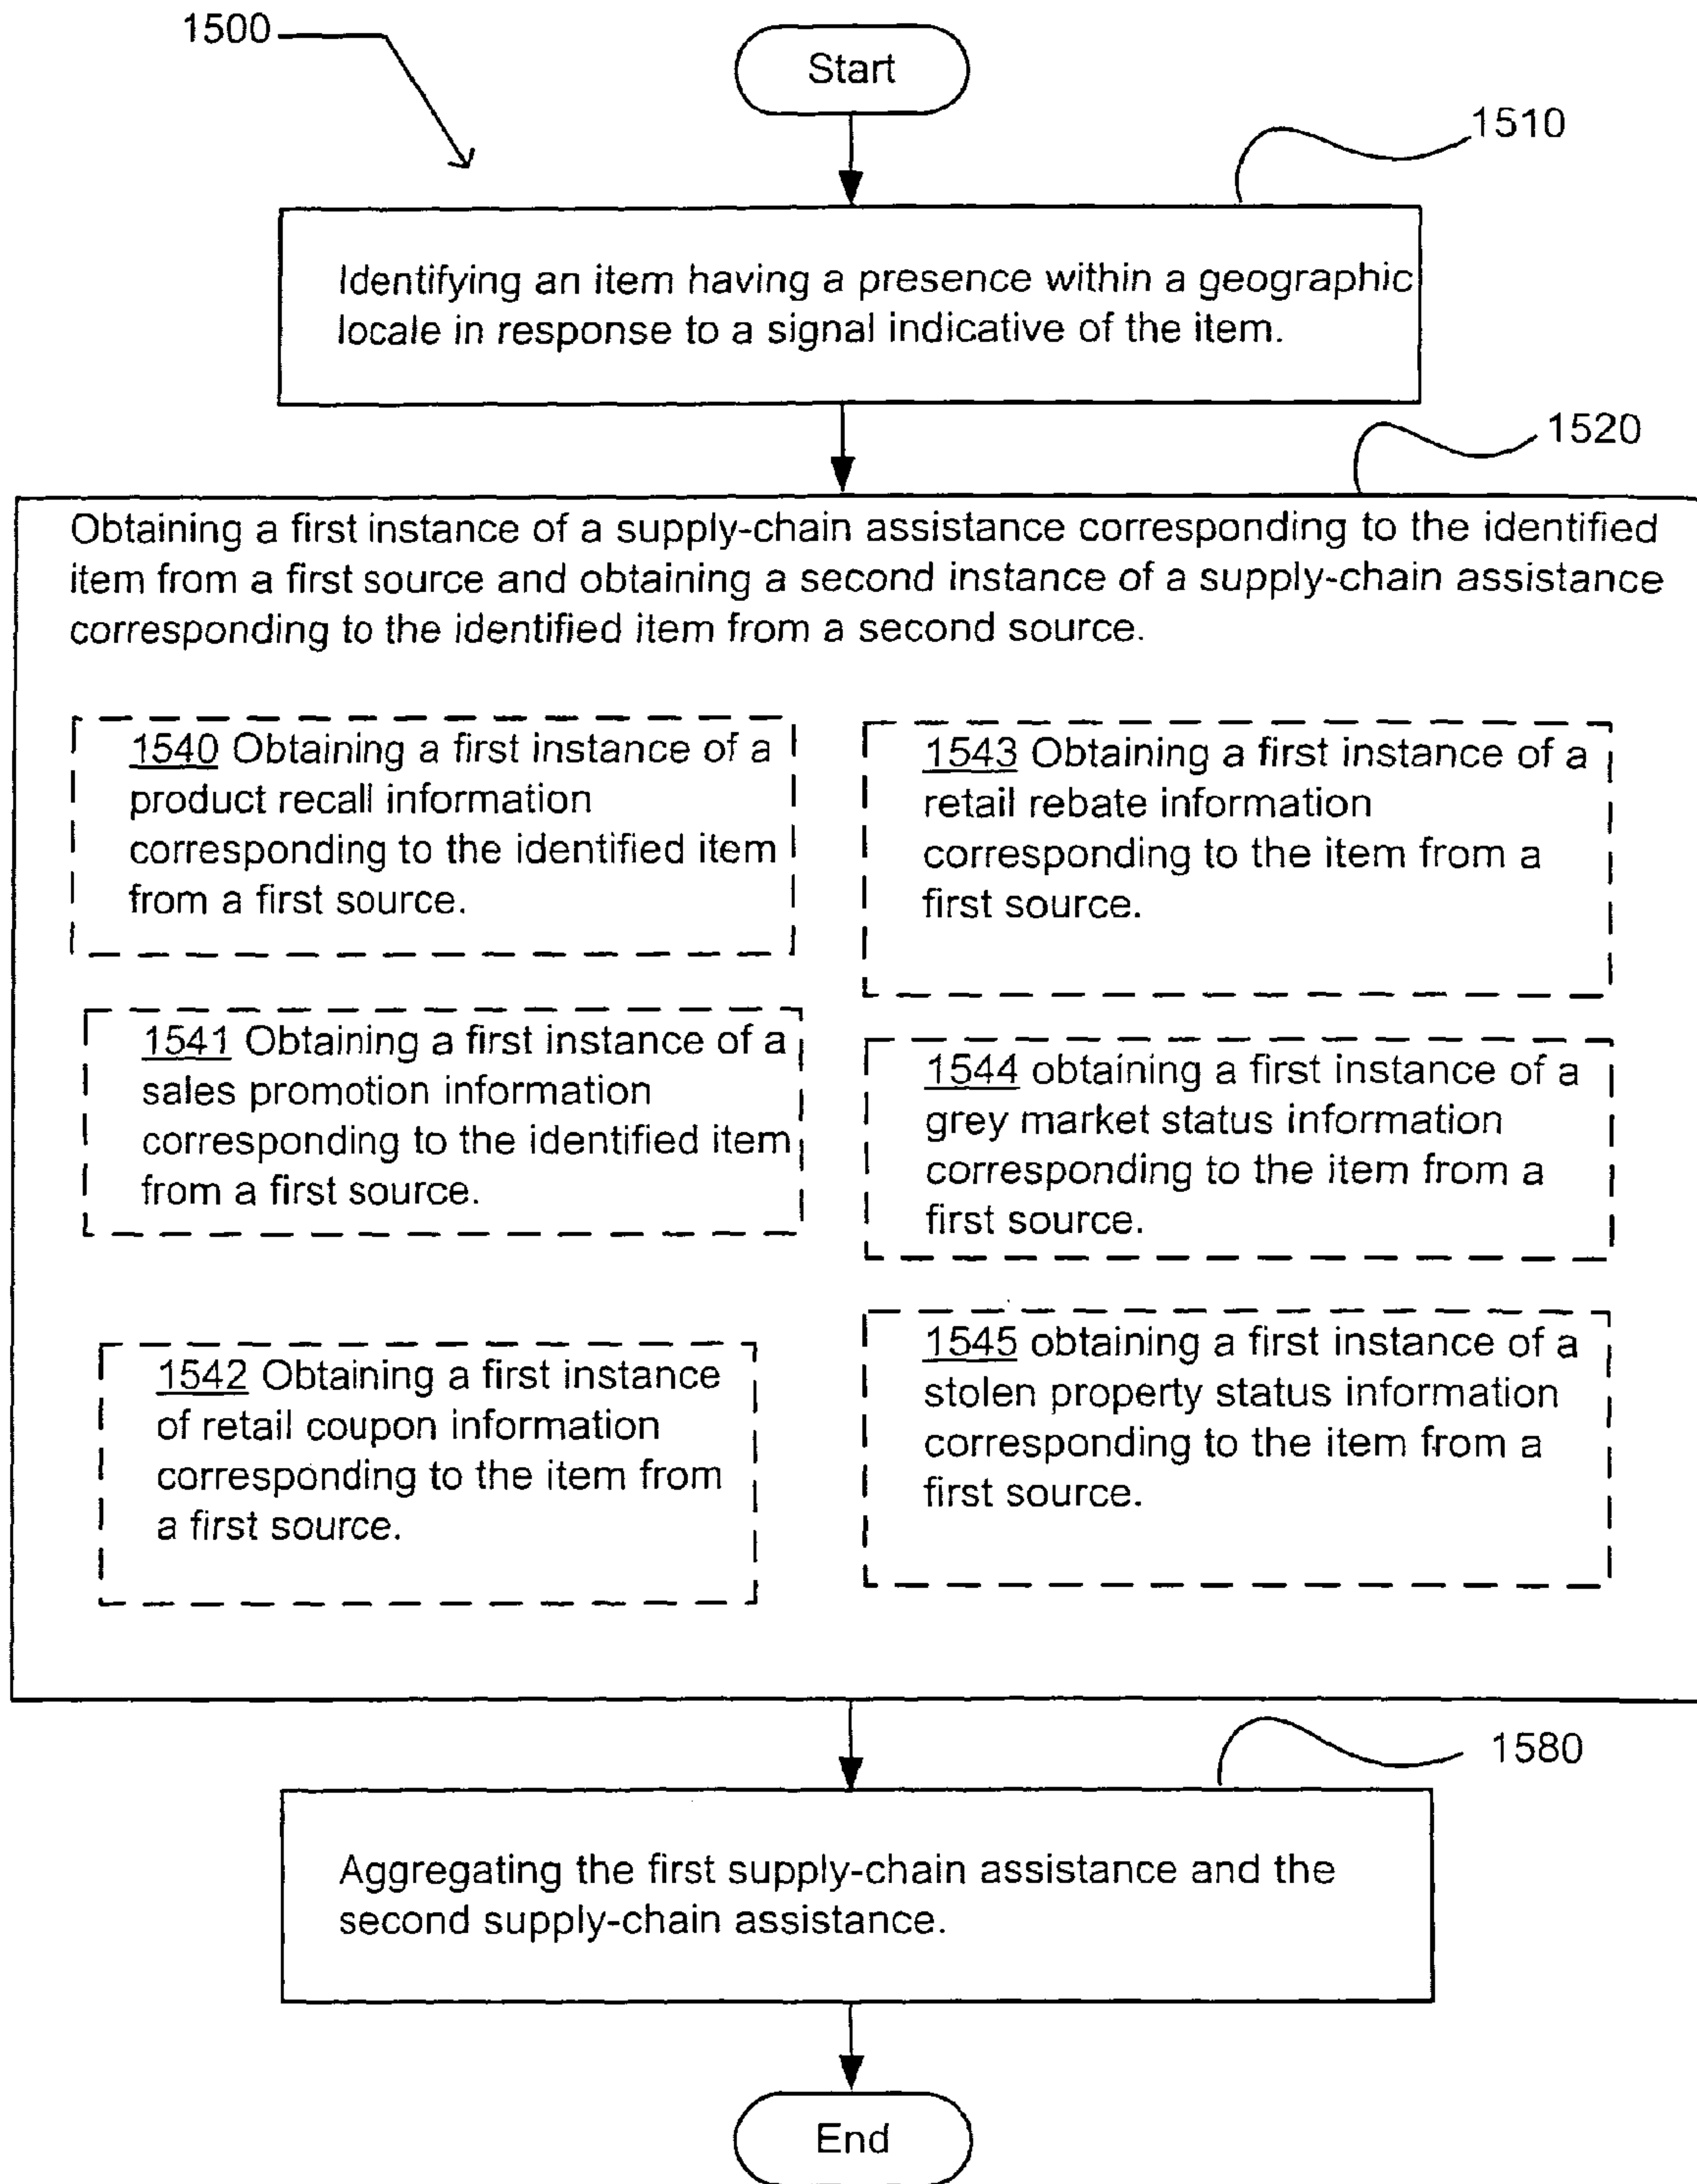 1500
Start
1510
Identifying an item having a presence within a geographic
locale in response to a signal indicative of the item.
1520
Obtaining a first instance of a supply-chain assistance corresponding to the identified
item from a first source and obtaining a second instance of a supply-chain assistance
corresponding to the identified item from a second source.
1540 Obtaining a first instance of a
product recall information
corresponding to the identified item
from a first source.
1541 Obtaining a first instance of a
sales promotion information
corresponding to the identified item
from a first source.
1542 Obtaining a first instance
of retail coupon information
corresponding to the item from
a first source.
1543 Obtaining a first instance of a
retail rebate information
corresponding to the item from a
first source.
1544 obtaining a first instance of a
grey market status information
corresponding to the item from a
first source.
1545 obtaining a first instance of a
stolen property status information
corresponding to the item from a
first source.
1580
Aggregating the first supply-chain assistance and the
second supply-chain assistance.
End